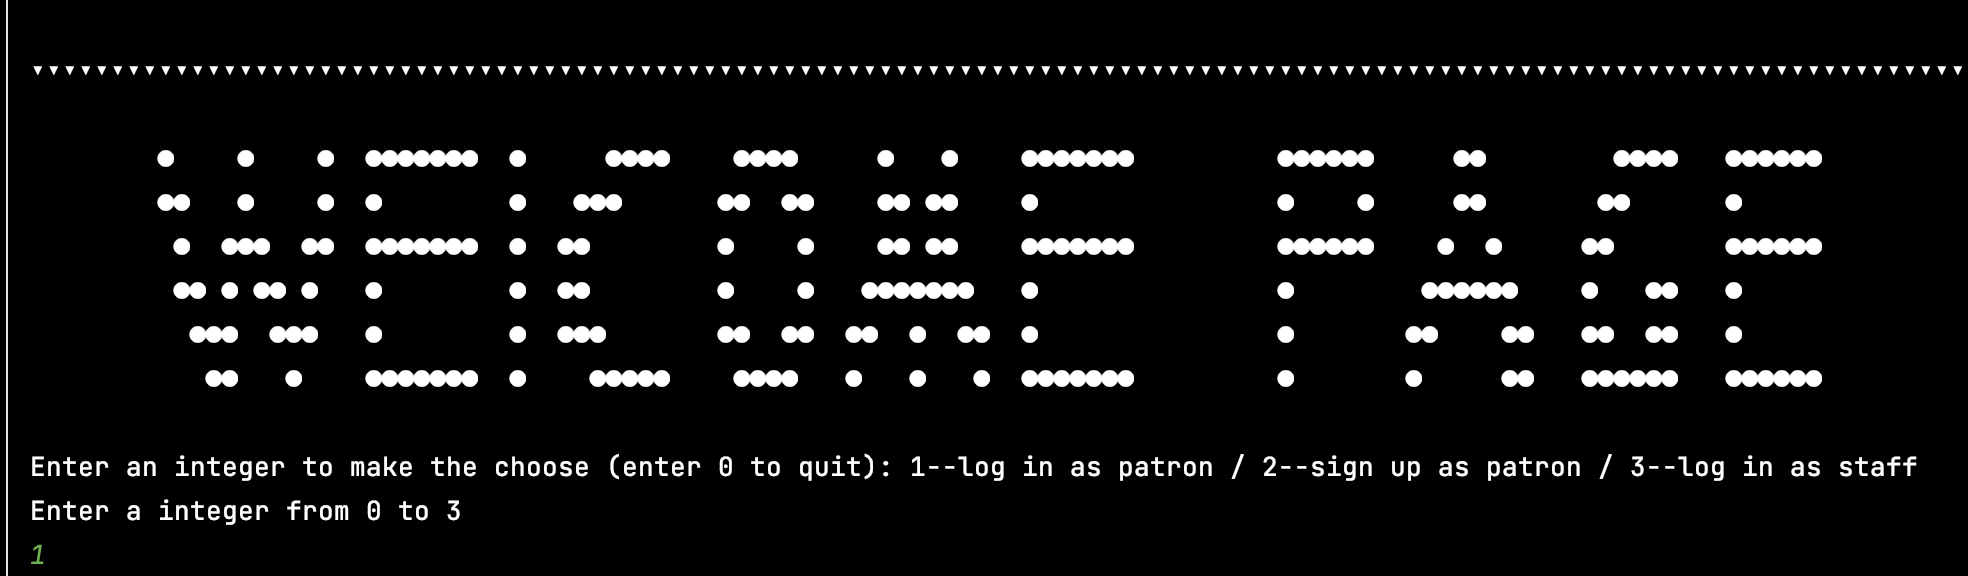 WELCOME PAGE
Enter an integer to make the choose (enter 0 to quit): 1--log in as patron / 2--sign up as patron / 3--log in as staff
Enter a integer from 0 to 3
1